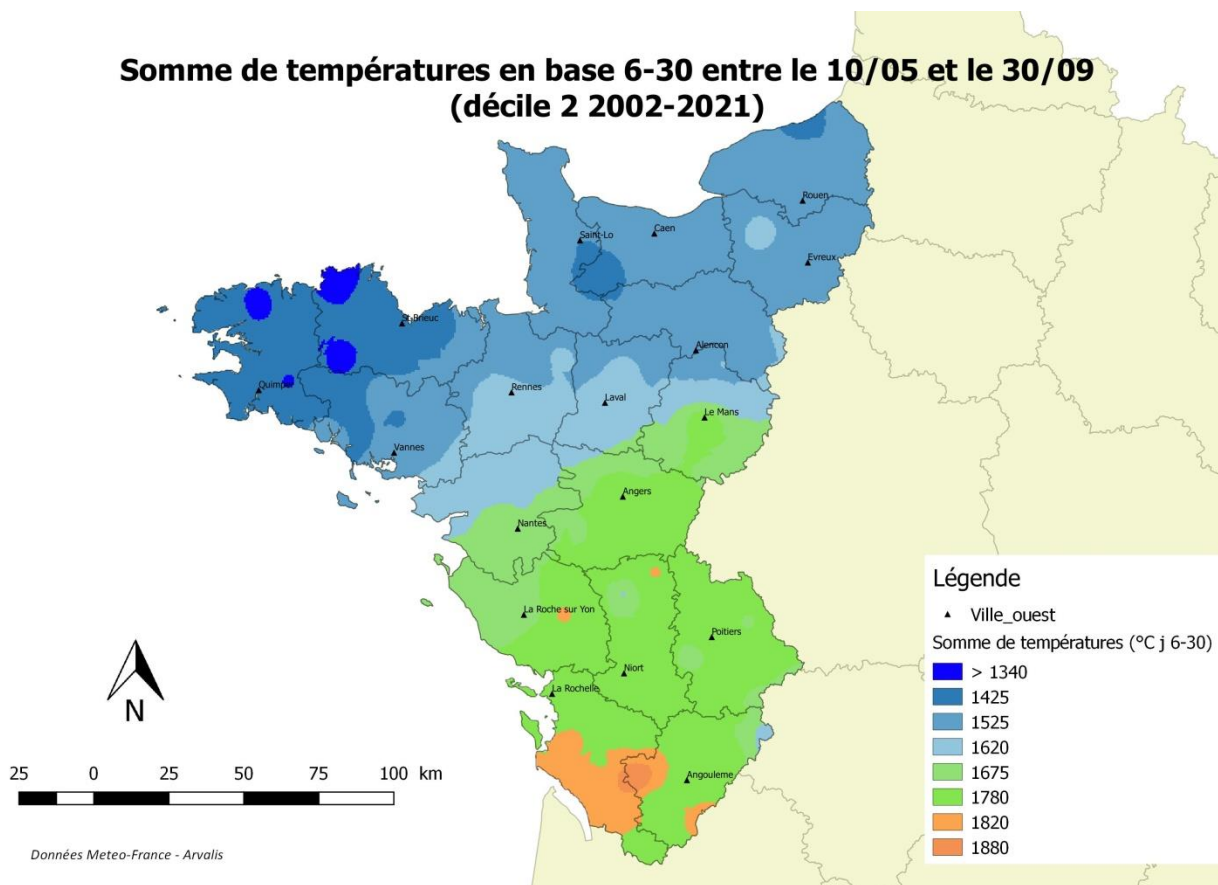 Somme de températures en base 6-30 entre le 10/05 et le 30/09
(décile 2 2002-2021)
Rouen
Saint-Lo
Caen
Evreux
St-Brieuc
Alencon
Quimper
Rennes
Laval
Le Mans
Vannes
Angers
Nantes
La Roche sur Yon
Poitiers
Niort
La Rochelle
Angouleme
N
25 0 25 50 75 100 km
Données Meteo-France - Arvalis
Légende
Ville_ouest
Somme de températures (°C j 6-30)
> 1340
1425
1525
1620
1675
1780
1820
1880